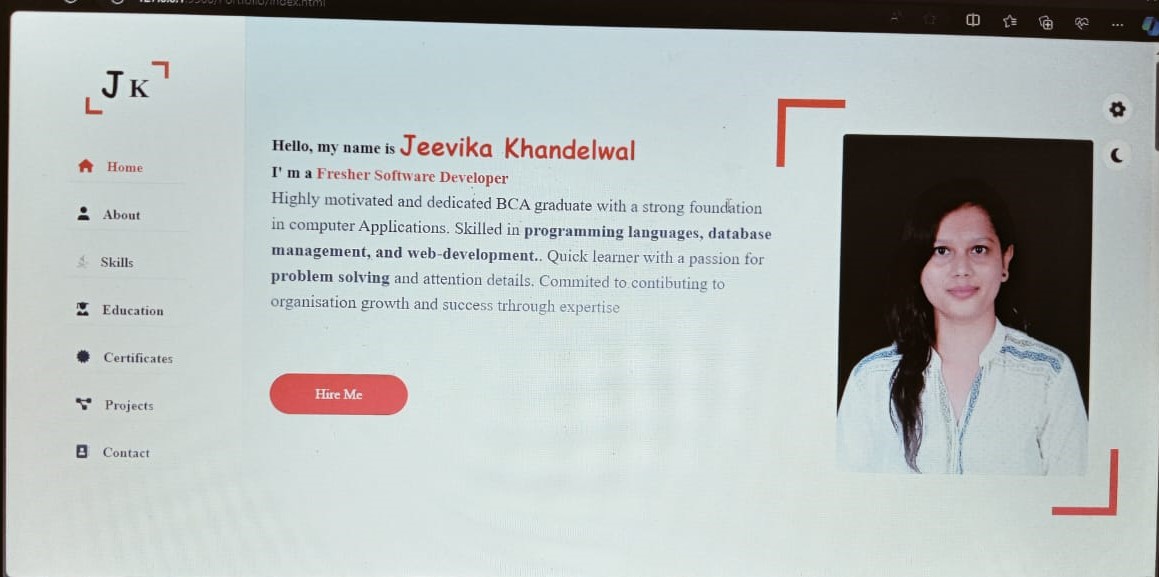 JK
Home
About
Skills
Education
Certificates
Projects
Contact
Hello, my name is Jeevika Khandelwal
I' m a Fresher Software Developer
Highly motivated and dedicated BCA graduate with a strong foundation
in computer Applications. Skilled in programming languages, database
management, and web-development.. Quick learner with a passion for
problem solving and attention details. Commited to contibuting to
organisation growth and success trhrough expertise
Hire Me